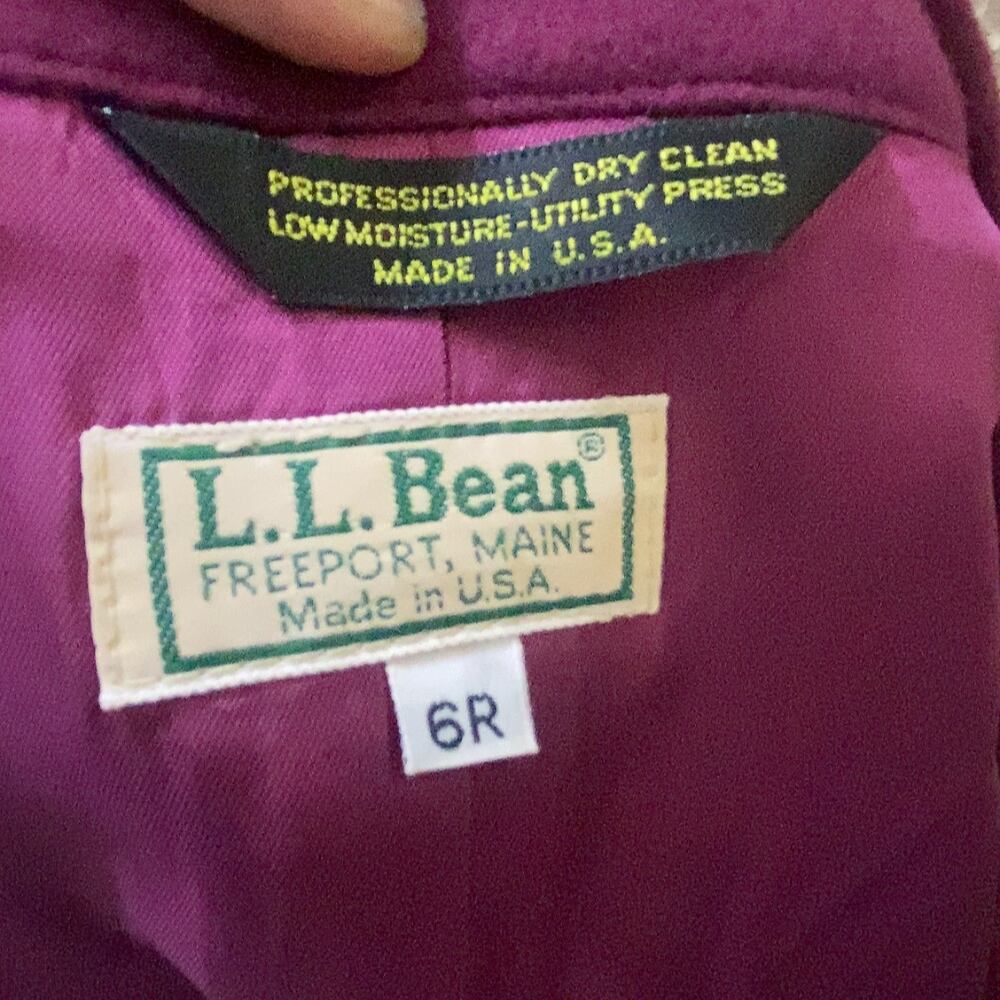 PROFESSIONALLY DRY CLEAN
LOW MOISTURE-UTILITY PRESS
MADE IN U.S.A.
L.L.Bean®
FREEPORT, MAINE
Made in U.S.A.
6R